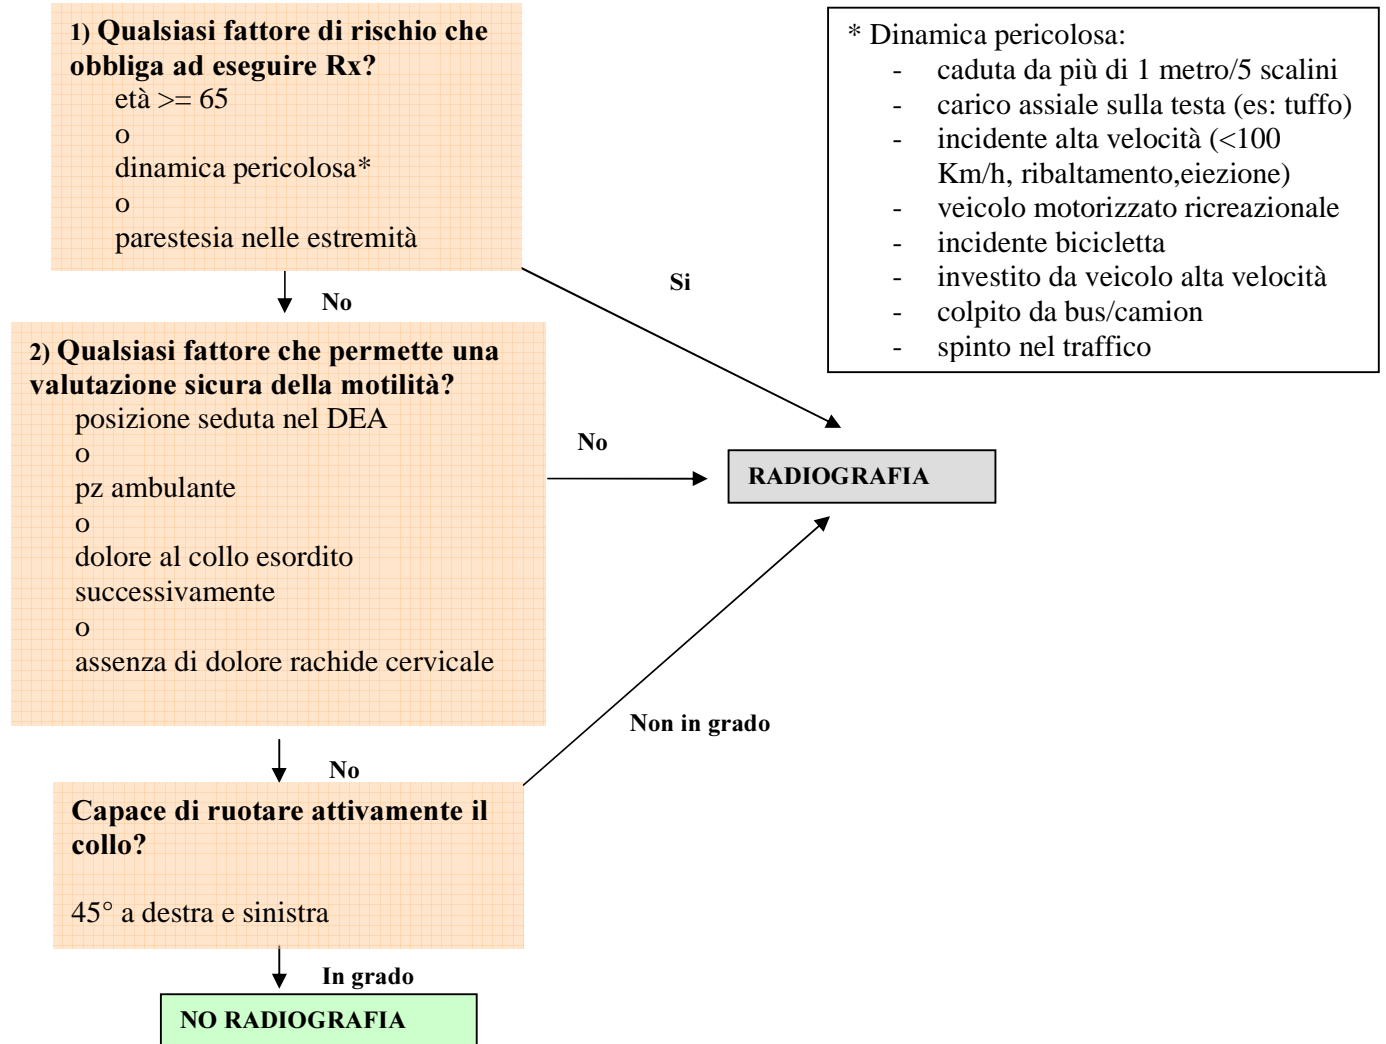 1) Qualsiasi fattore di rischio che
obbliga ad eseguire Rx?
età >= 65
o
dinamica pericolosa*
o
parestesia nelle estremità
* Dinamica pericolosa:
- caduta da più di 1 metro/5 scalini
- carico assiale sulla testa (es: tuffo)
- incidente alta velocità (<100
Km/h, ribaltamento,eiezione)
- veicolo motorizzato ricreazionale
- incidente bicicletta
- investito da veicolo alta velocità
- colpito da bus/camion
- spinto nel traffico
Si
No
2) Qualsiasi fattore che permette una
valutazione sicura della motilità?
posizione seduta nel DEA
o
pz ambulante
o
dolore al collo esordito
successivamente
o
assenza di dolore rachide cervicale
No
RADIOGRAFIA
Non in grado
No
Capace di ruotare attivamente il
collo?
45° a destra e sinistra
In grado
NO RADIOGRAFIA